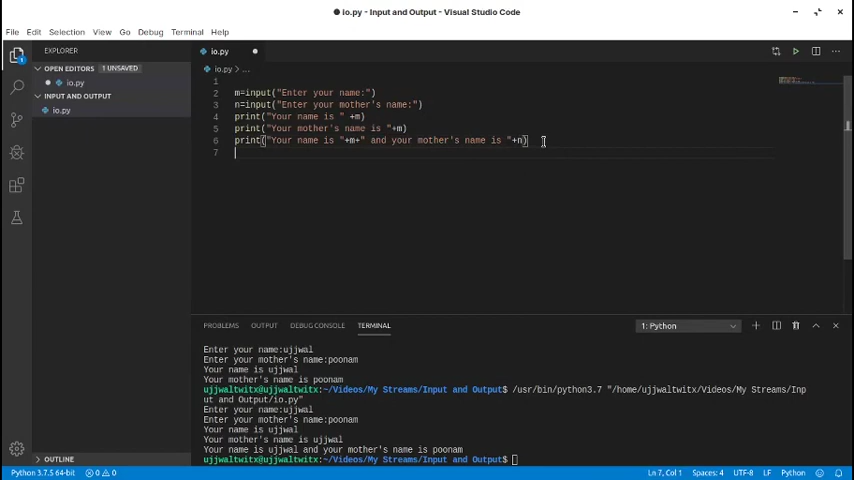 io.py - Input and Output - Visual Studio Code
File Edit Selection View Go Debug Terminal Help
EXPLORER
OPEN EDITORS 1 UNSAVED
io.py
INPUT AND OUTPUT
io.py
OUTLINE
io.py
io.py > ...
1
2 m=input("Enter your name:")
3 n=input("Enter your mother's name:")
4 print("Your name is " +m)
5 print("Your mother's name is "+m)
6 print("Your name is "+m+" and your mother's name is "+n)
7
PROBLEMS OUTPUT DEBUG CONSOLE TERMINAL 1: Python
Enter your name:ujjwal
Enter your mother's name:poonam
Your name is ujjwal
Your mother's name is poonam
ujjwaltwitx@ujjwaltwitx:~/Videos/My Streams/Input and Output$ /usr/bin/python3.7 "/home/ujjwaltwitx/Videos/My Streams/Inp
ut and Output/io.py"
Enter your name:ujjwal
Enter your mother's name:poonam
Your name is ujjwal
Your mother's name is ujjwal
Your name is ujjwal and your mother's name is poonam
ujjwaltwitx@ujjwaltwitx:~/Videos/My Streams/Input and Output$
Python 3.7.5 64-bit 0 0 Ln 7, Col 1 Spaces: 4 UTF-8 LF Python